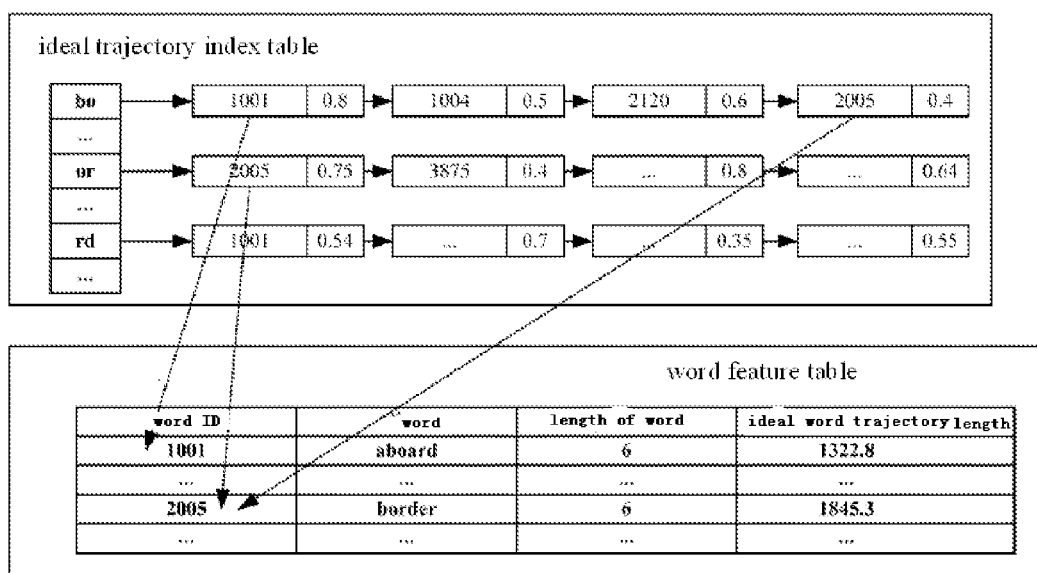 ideal trajectory index table
bo 1001 0.8 1004 0.5 2120 0.6 2005 0.4
...
or 2005 0.75 3875 0.4 ... 0.8 ... 0.64
...
rd 1001 0.54 ... 0.7 ... 0.35 ... 0.55
...
word feature table
word ID word length of word ideal word trajectory length
1001 aboard 6 1322.8
... ... ... ...
2005 border 6 1845.3
... ... ... ...